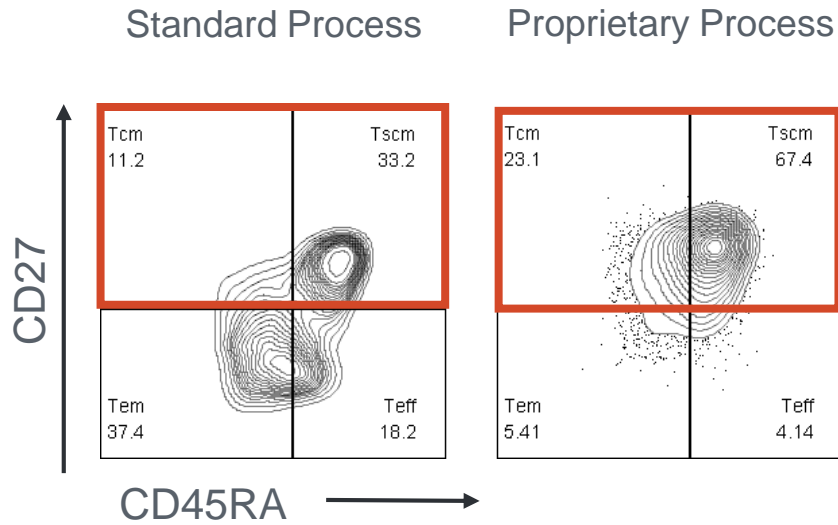 Standard Process
Proprietary Process
CD27
Tcm
11.2
Tscm
33.2
Tem
37.4
Teff
18.2
Tcm
23.1
Tscm
67.4
Tem
5.41
Teff
4.14
CD45RA